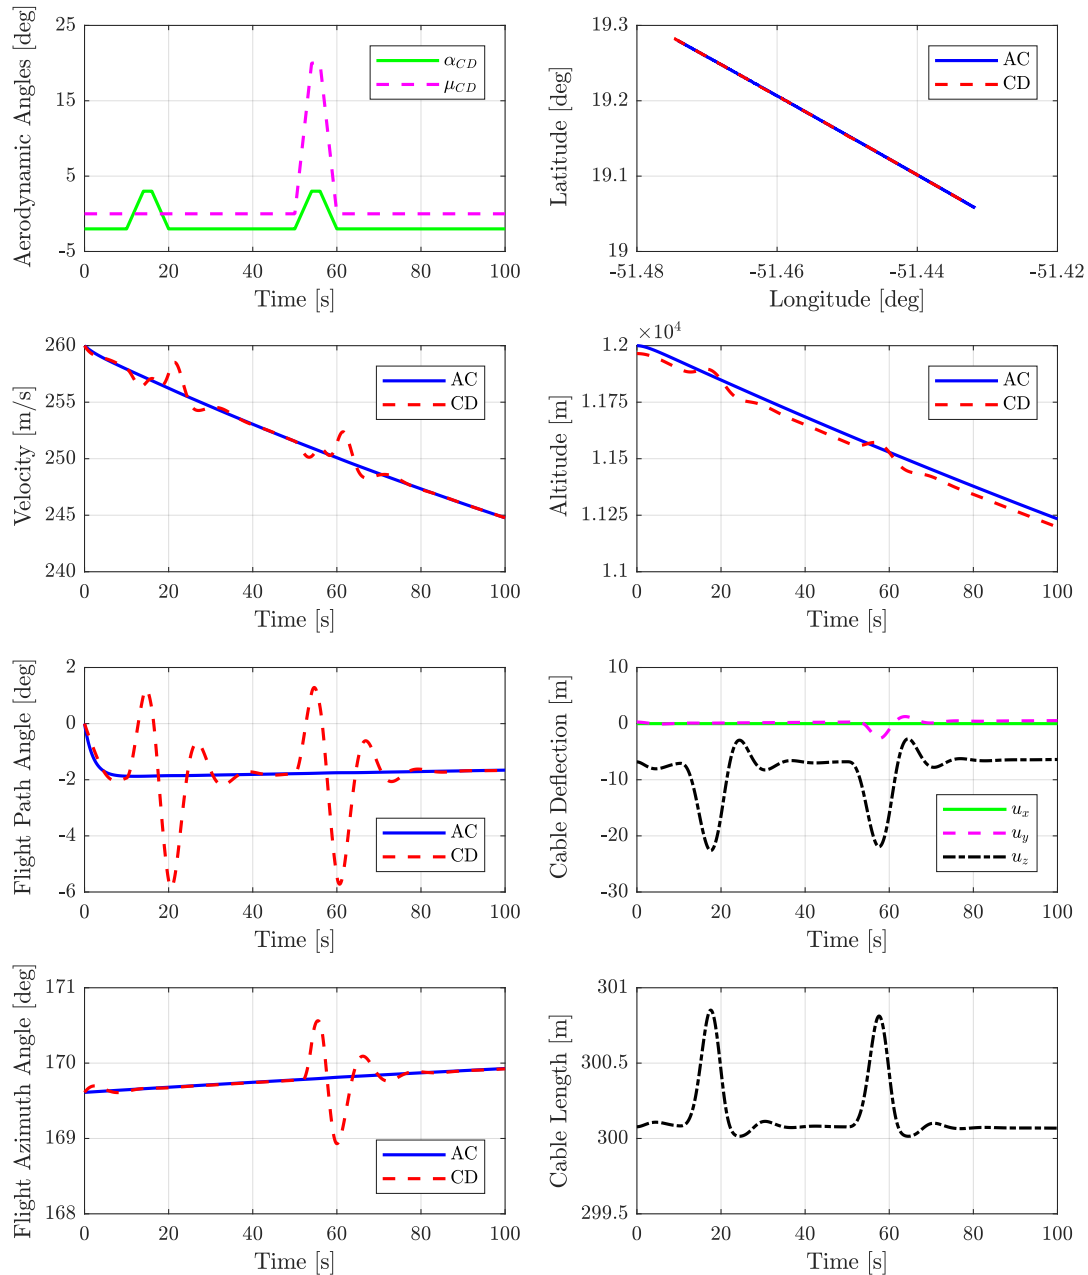 Aerodynamic Angles [deg]
25
15
5
-5
α_CD
μ_CD
0 20 40 60 80 100
Time [s]
Latitude [deg]
19.3
19.2
19.1
19
AC
CD
-51.48 -51.46 -51.44 -51.42
Longitude [deg]
Velocity [m/s]
260
255
250
245
240
AC
CD
0 20 40 60 80 100
Time [s]
×10⁴
Altitude [m]
1.2
1.175
1.15
1.125
1.1
AC
CD
0 20 40 60 80 100
Time [s]
Flight Path Angle [deg]
2
0
-2
-4
-6
AC
CD
0 20 40 60 80 100
Time [s]
Cable Deflection [m]
10
0
-10
-20
-30
u_x
u_y
u_z
0 20 40 60 80 100
Time [s]
Flight Azimuth Angle [deg]
171
170
169
168
AC
CD
0 20 40 60 80 100
Time [s]
Cable Length [m]
301
300.5
300
299.5
0 20 40 60 80 100
Time [s]